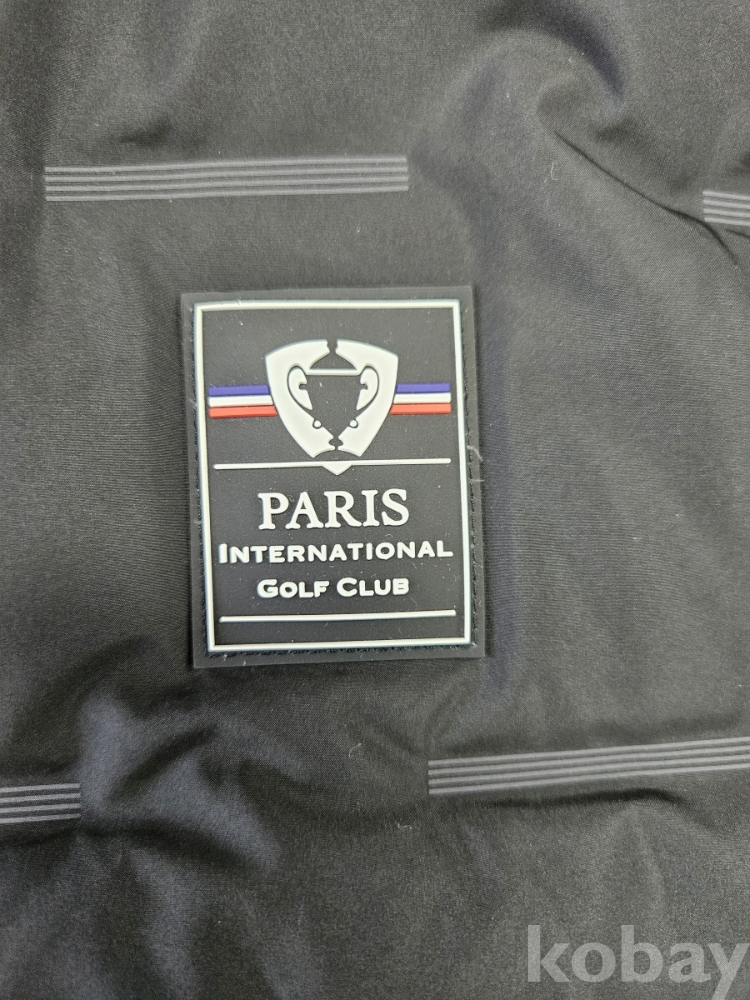 PARIS
INTERNATIONAL
GOLF CLUB
kobay